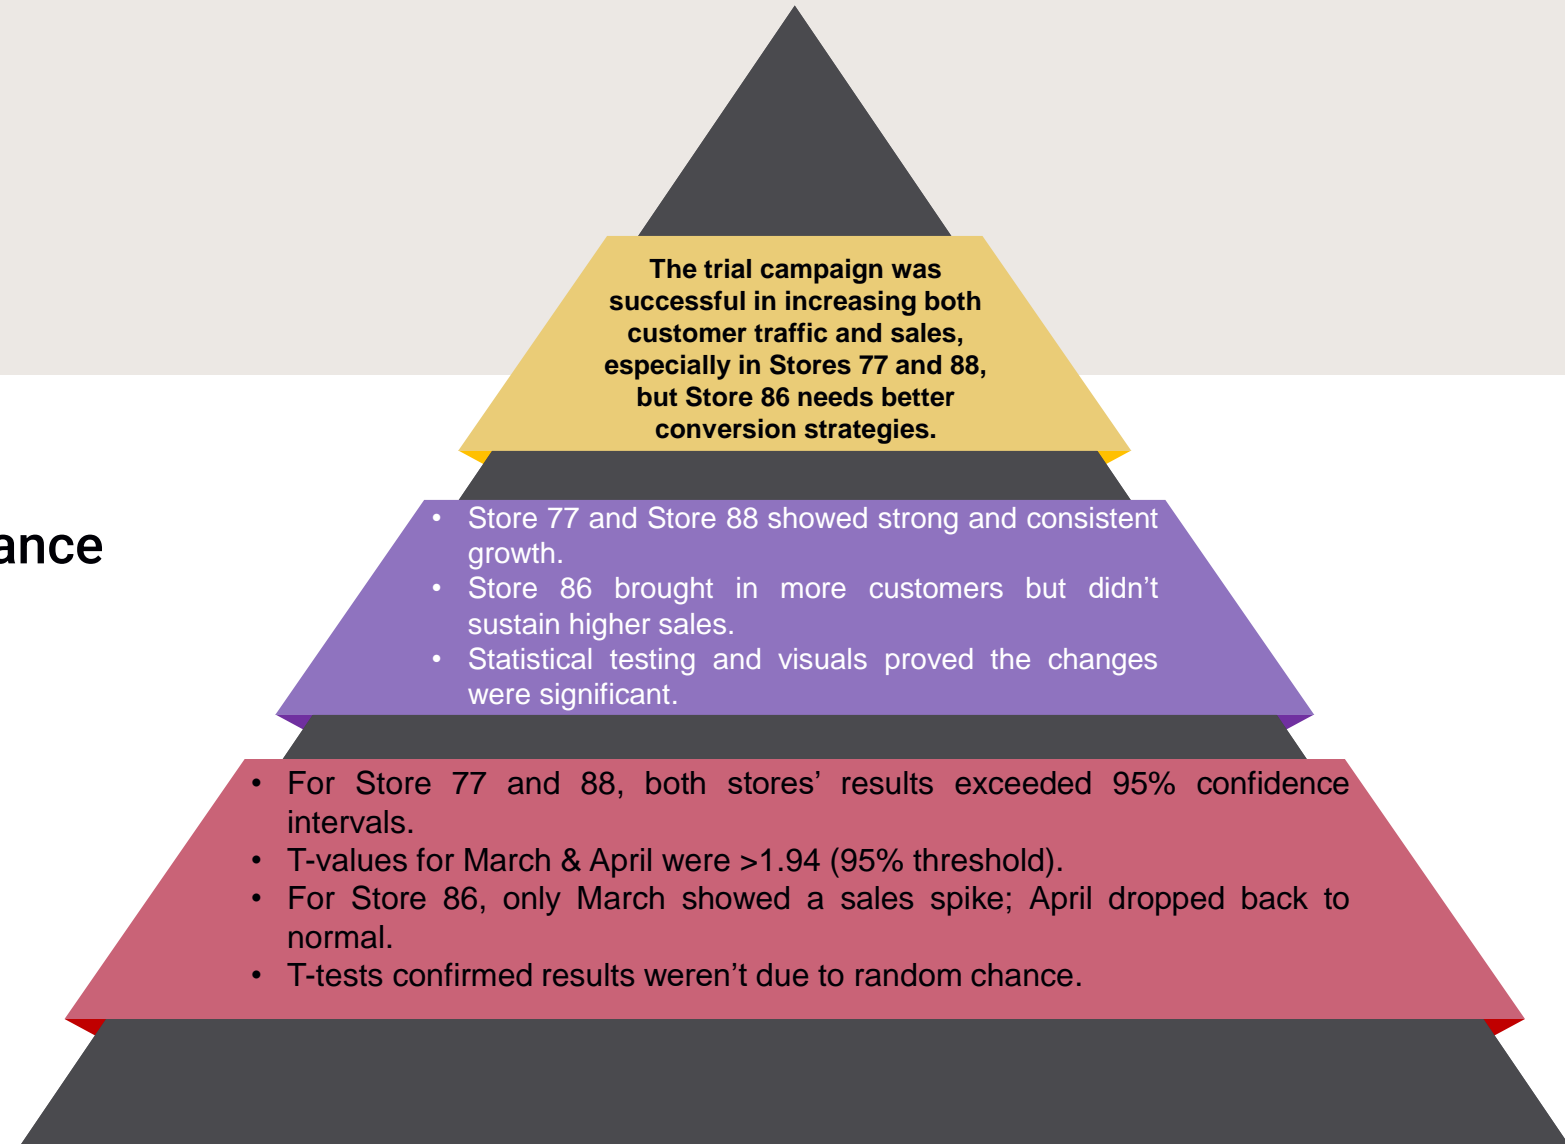 The trial campaign was
successful in increasing both
customer traffic and sales,
especially in Stores 77 and 88,
but Store 86 needs better
conversion strategies.
ance
• Store 77 and Store 88 showed strong and consistent
growth.
• Store 86 brought in more customers but didn’t
sustain higher sales.
• Statistical testing and visuals proved the changes
were significant.
• For Store 77 and 88, both stores’ results exceeded 95% confidence
intervals.
• T-values for March & April were >1.94 (95% threshold).
• For Store 86, only March showed a sales spike; April dropped back to
normal.
• T-tests confirmed results weren’t due to random chance.